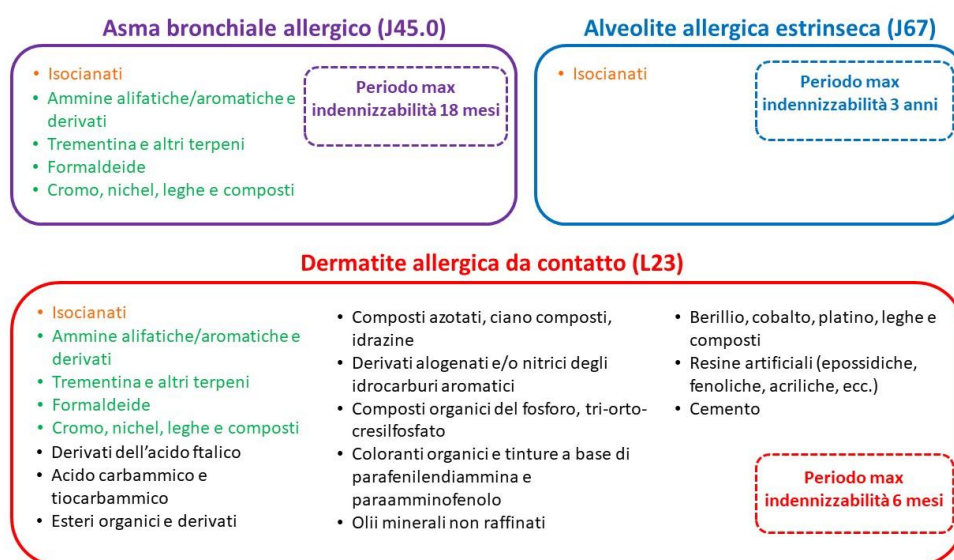 Asma bronchiale allergico (J45.0)
• Isocianati
• Ammine alifatiche/aromatiche e
derivati
• Trementina e altri terpeni
• Formaldeide
• Cromo, nichel, leghe e composti
Periodo max
indennizzabilità 18 mesi
Alveolite allergica estrinseca (J67)
• Isocianati
Periodo max
indennizzabilità 3 anni
Dermatite allergica da contatto (L23)
• Isocianati
• Ammine alifatiche/aromatiche e
derivati
• Trementina e altri terpeni
• Formaldeide
• Cromo, nichel, leghe e composti
• Derivati dell'acido ftalico
• Acido carbammico e
tiocarbammico
• Esteri organici e derivati
• Composti azotati, ciano composti,
idrazine
• Derivati alogenati e/o nitrici degli
idrocarburi aromatici
• Composti organici del fosforo, tri-orto-
cresilfosfato
• Coloranti organici e tinture a base di
parafenilendiammina e
paraamminofenolo
• Olii minerali non raffinati
• Berillio, cobalto, platino, leghe e
composti
• Resine artificiali (epossidiche,
fenoliche, acriliche, ecc.)
• Cemento
Periodo max
indennizzabilità 6 mesi